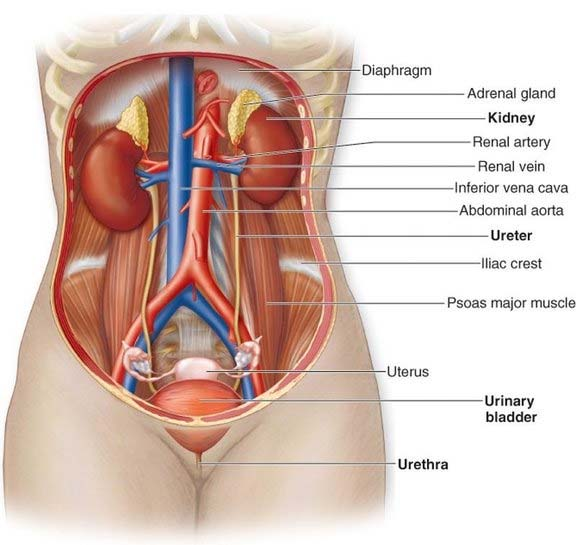 Diaphragm
Adrenal gland
Kidney
Renal artery
Renal vein
Inferior vena cava
Abdominal aorta
Ureter
Iliac crest
Psoas major muscle
Uterus
Urinary
bladder
Urethra